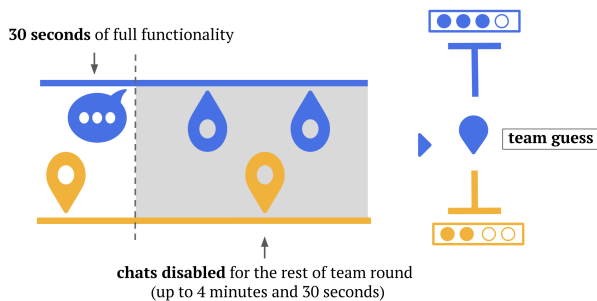 30 seconds of full functionality
team guess
chats disabled for the rest of team round
(up to 4 minutes and 30 seconds)